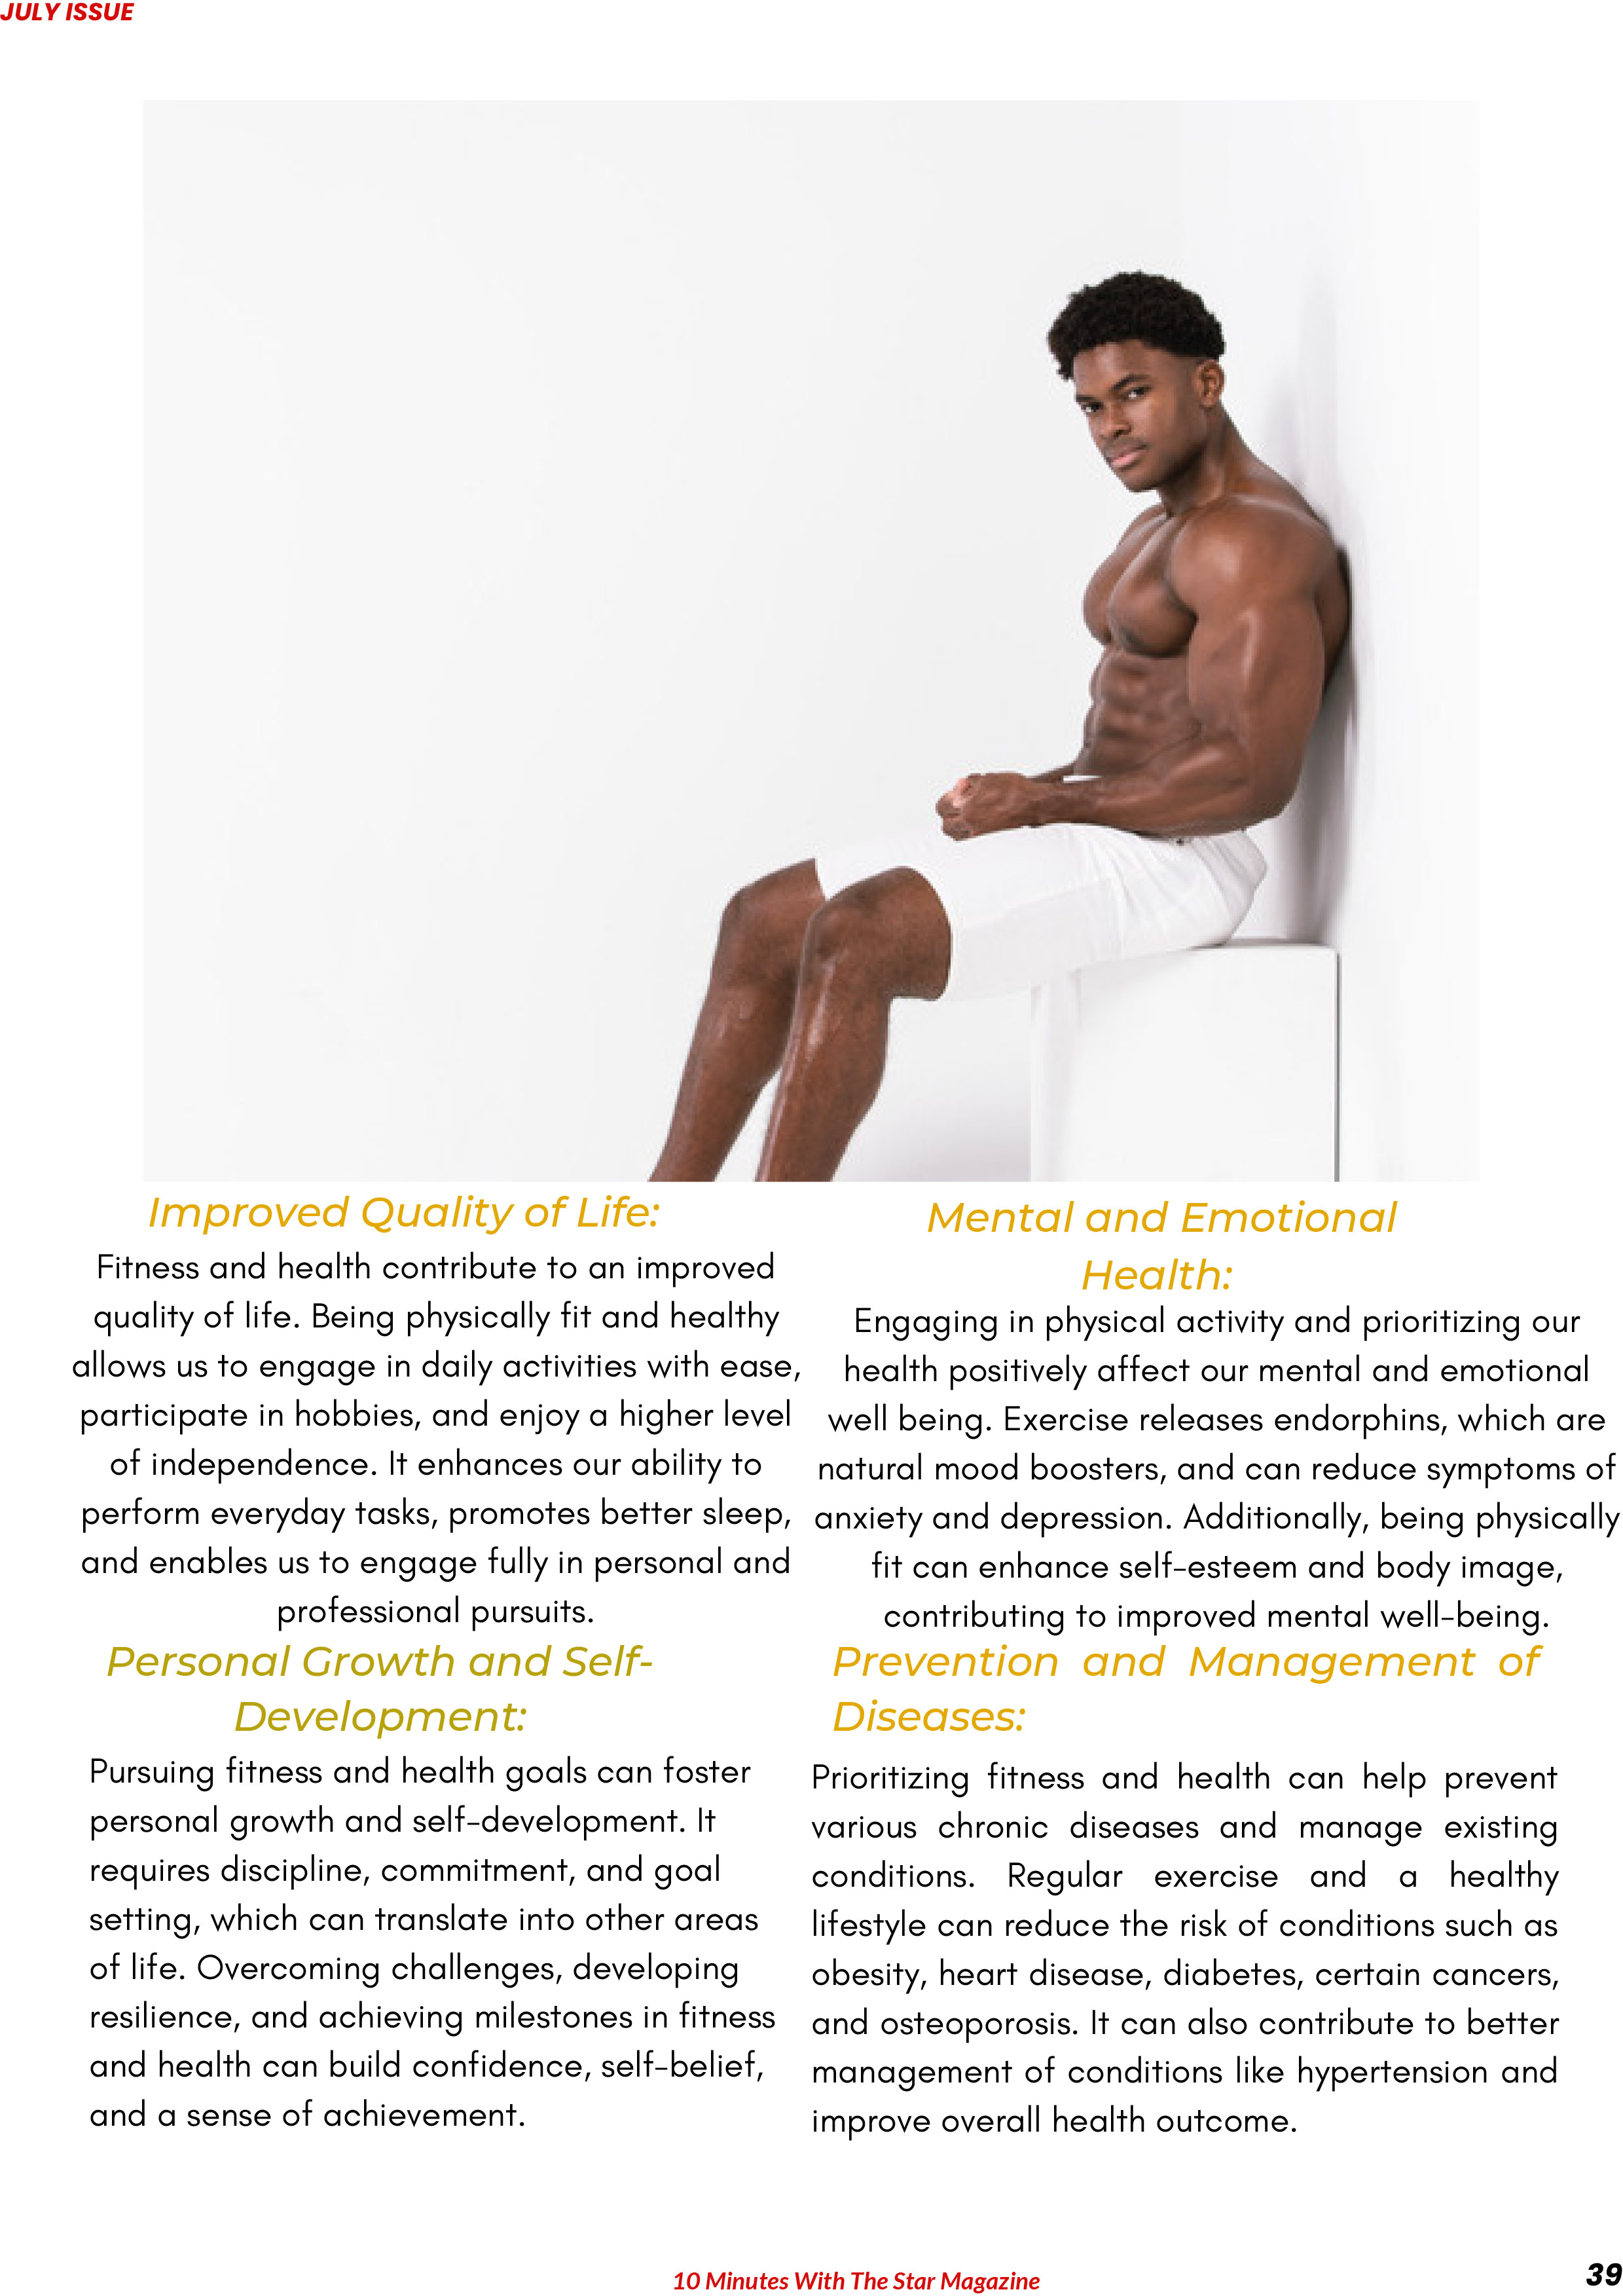 JULY ISSUE
Improved Quality of Life:
Fitness and health contribute to an improved
quality of life. Being physically fit and healthy
allows us to engage in daily activities with ease,
participate in hobbies, and enjoy a higher level
of independence. It enhances our ability to
perform everyday tasks, promotes better sleep,
and enables us to engage fully in personal and
professional pursuits.
Mental and Emotional
Health:
Engaging in physical activity and prioritizing our
health positively affect our mental and emotional
well being. Exercise releases endorphins, which are
natural mood boosters, and can reduce symptoms of
anxiety and depression. Additionally, being physically
fit can enhance self-esteem and body image,
contributing to improved mental well-being.
Personal Growth and Self-
Development:
Pursuing fitness and health goals can foster
personal growth and self-development. It
requires discipline, commitment, and goal
setting, which can translate into other areas
of life. Overcoming challenges, developing
resilience, and achieving milestones in fitness
and health can build confidence, self-belief,
and a sense of achievement.
Prevention and Management of
Diseases:
Prioritizing fitness and health can help prevent
various chronic diseases and manage existing
conditions. Regular exercise and a healthy
lifestyle can reduce the risk of conditions such as
obesity, heart disease, diabetes, certain cancers,
and osteoporosis. It can also contribute to better
management of conditions like hypertension and
improve overall health outcome.
10 Minutes With The Star Magazine
39